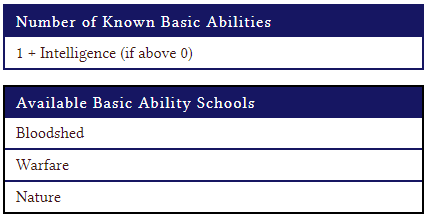 Number of Known Basic Abilities
1 + Intelligence (if above 0)
Available Basic Ability Schools
Bloodshed
Warfare
Nature